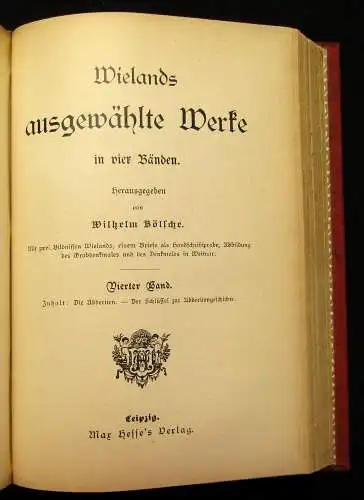 Wielands
ausgewählte Werke
in vier Bänden.
Herausgegeben
von
Wilhelm Bölsche.
Mit zwei Bildnissen Wielands, einem Briefe als Handschriftprobe, Abbildung
des Grabdenkmales und des Denkmales in Weimar.
Vierter Band.
Inhalt: Die Abderiten. — Der Schlüssel zur Abderitengeschichte.
Leipzig.
Max Hesse's Verlag.